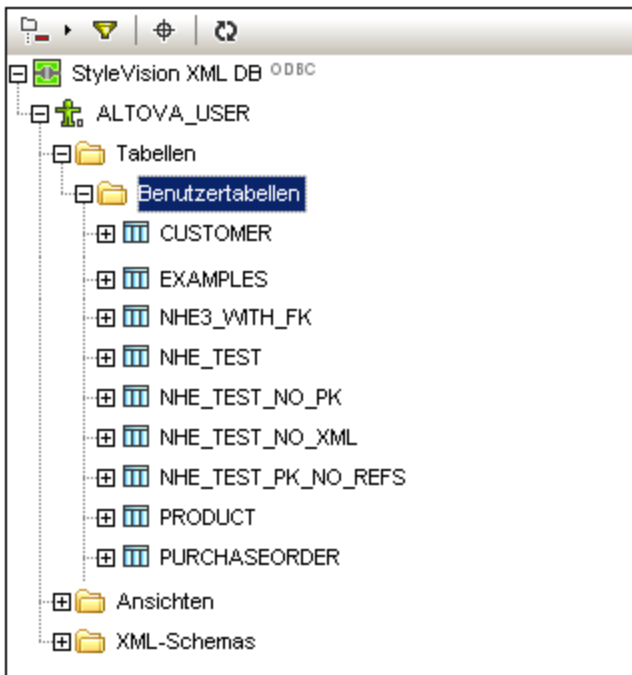 StyleVision XML DB ODBC
ALTOVA_USER
Tabellen
Benutzertabellen
CUSTOMER
EXAMPLES
NHE3_WITH_FK
NHE_TEST
NHE_TEST_NO_PK
NHE_TEST_NO_XML
NHE_TEST_PK_NO_REFS
PRODUCT
PURCHASEORDER
Ansichten
XML-Schemas